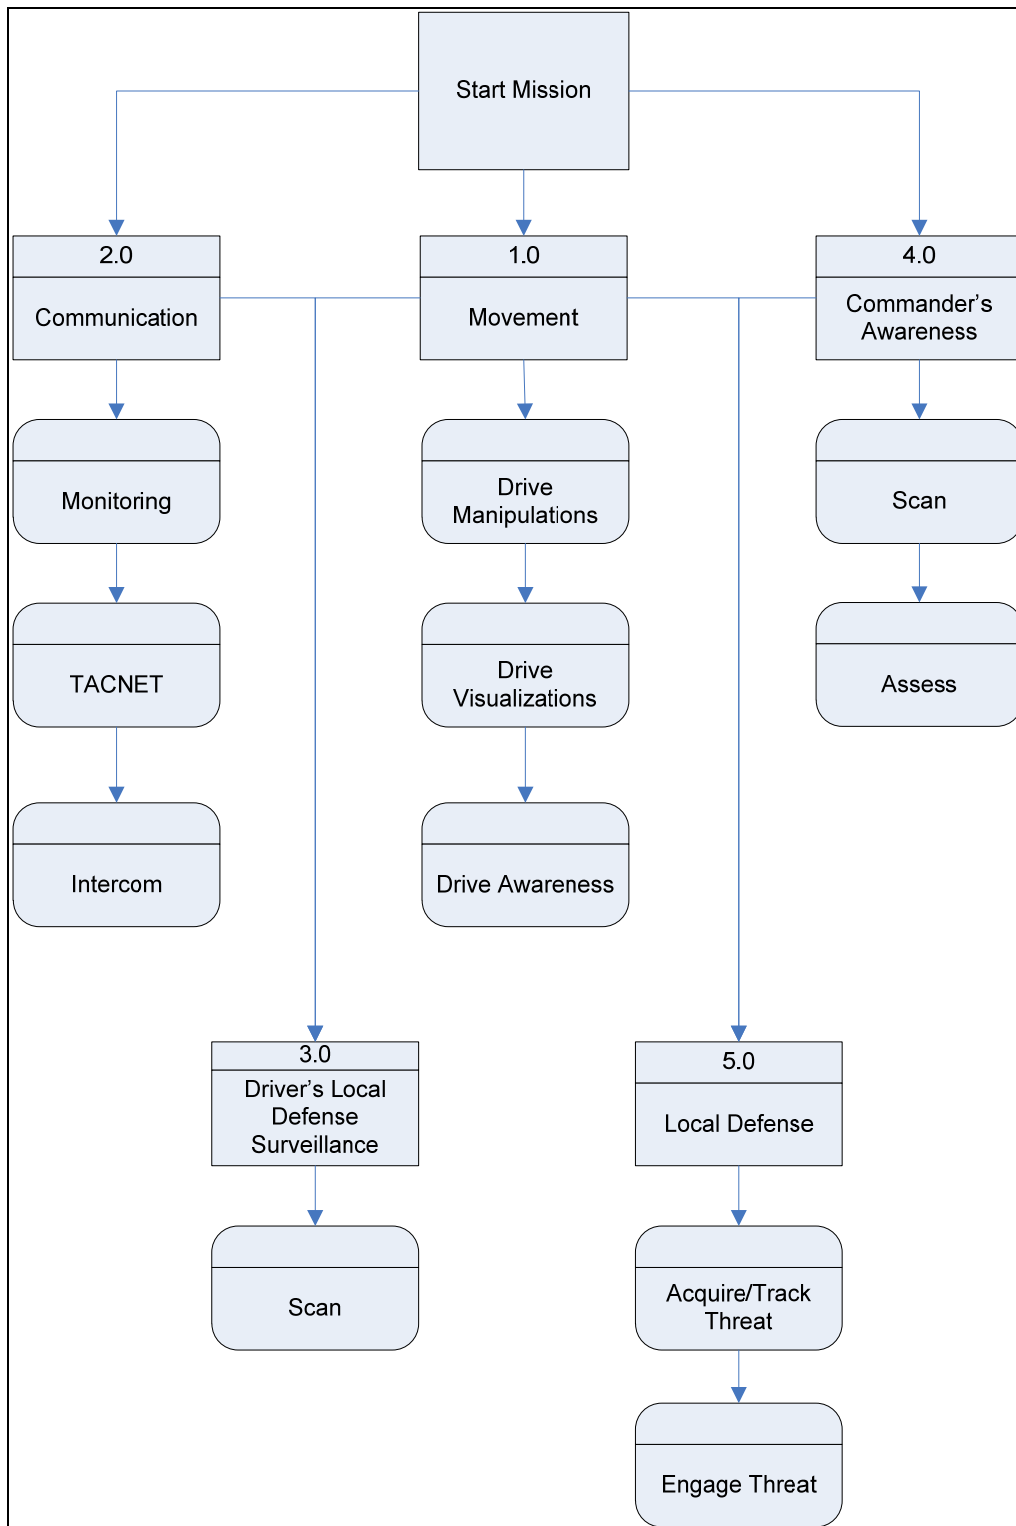 Start Mission
2.0
Communication
1.0
Movement
4.0
Commander's
Awareness
Monitoring
Drive
Manipulations
Scan
TACNET
Drive
Visualizations
Assess
Intercom
Drive Awareness
3.0
Driver's Local
Defense
Surveillance
5.0
Local Defense
Scan
Acquire/Track
Threat
Engage Threat